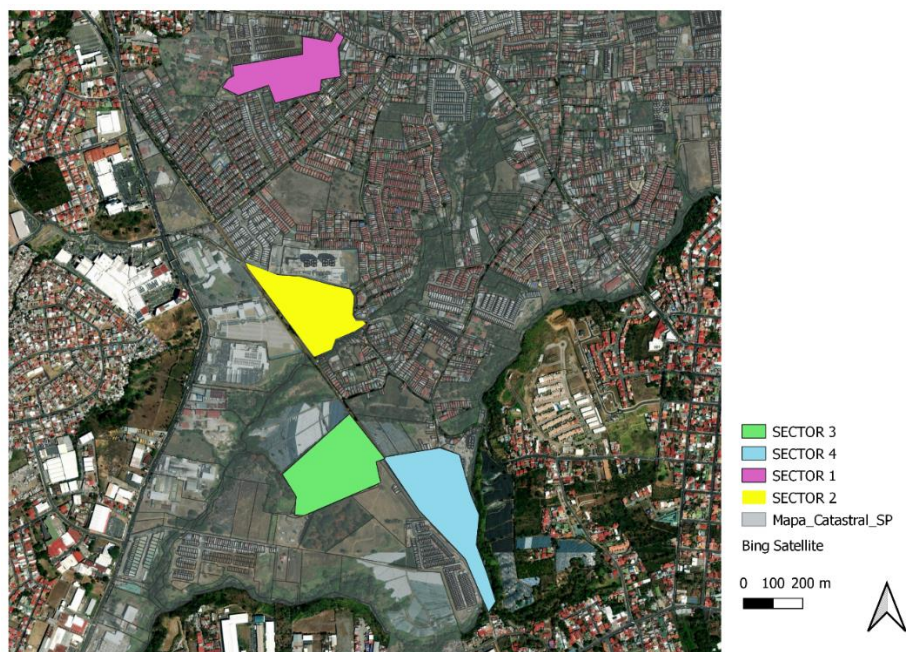 SECTOR 3
SECTOR 4
SECTOR 1
SECTOR 2
Mapa_Catastral_SP
Bing Satellite
0 100 200 m